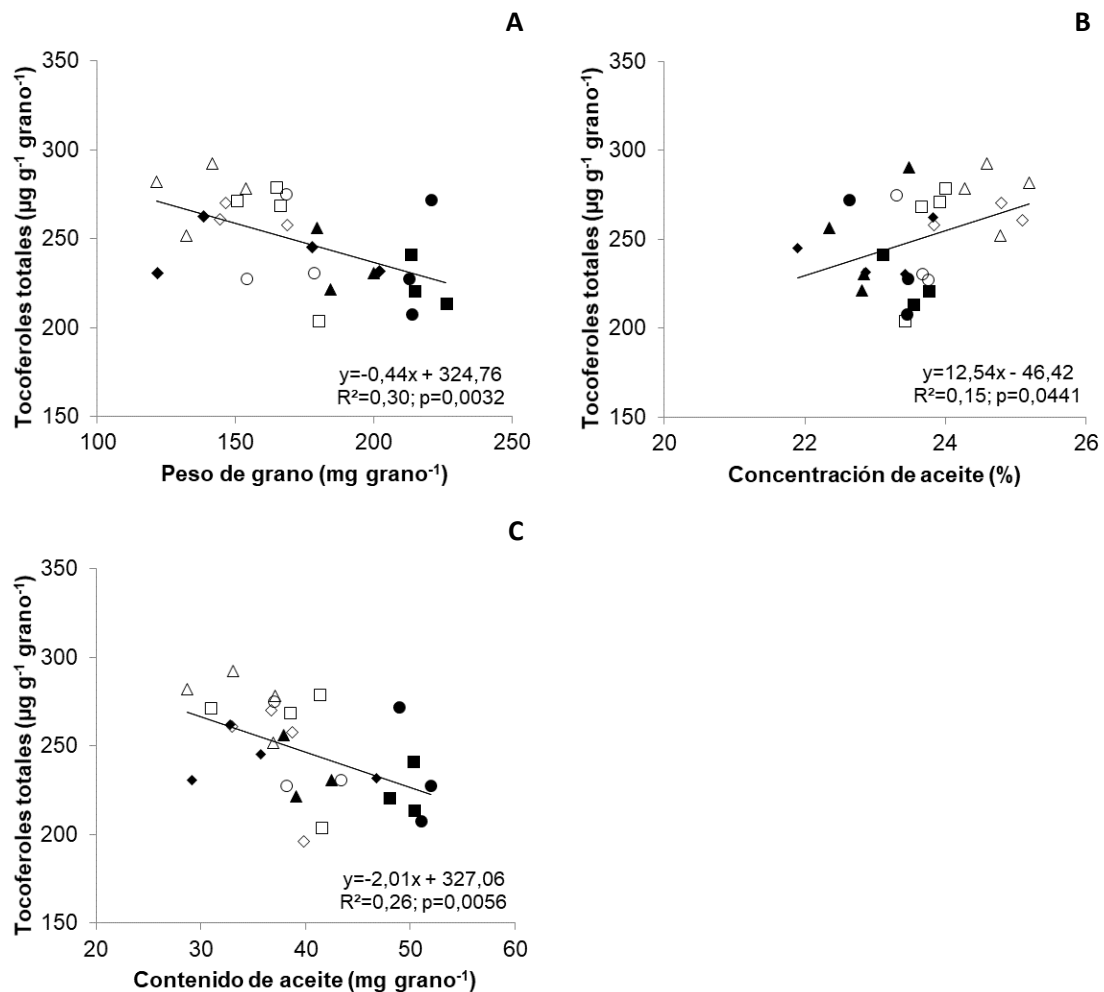 A
Tocoferoles totales (µg g⁻¹ grano⁻¹)
350
300
250
200
150
y=-0,44x + 324,76
R²=0,30; p=0,0032
100 150 200 250
Peso de grano (mg grano⁻¹)
B
Tocoferoles totales (µg g⁻¹ grano⁻¹)
350
300
250
200
150
y=12,54x - 46,42
R²=0,15; p=0,0441
20 22 24 26
Concentración de aceite (%)
C
Tocoferoles totales (µg g⁻¹ grano⁻¹)
350
300
250
200
150
y=-2,01x + 327,06
R²=0,26; p=0,0056
20 30 40 50 60
Contenido de aceite (mg grano⁻¹)